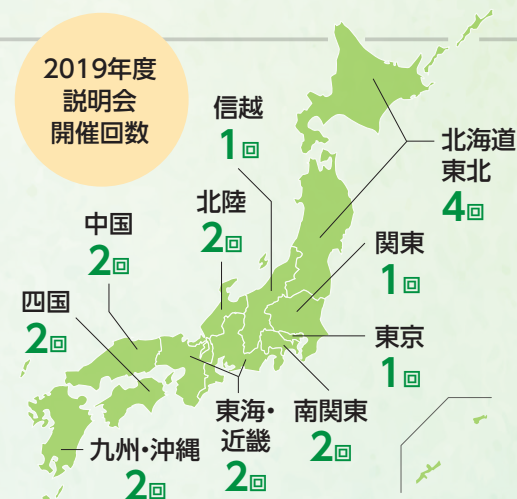 2019年度
説明会
開催回数
信越
1回
北海道
東北
4回
北陸
2回
中国
2回
関東
1回
四国
2回
東京
1回
東海・
近畿
2回
南関東
2回
九州・沖縄
2回